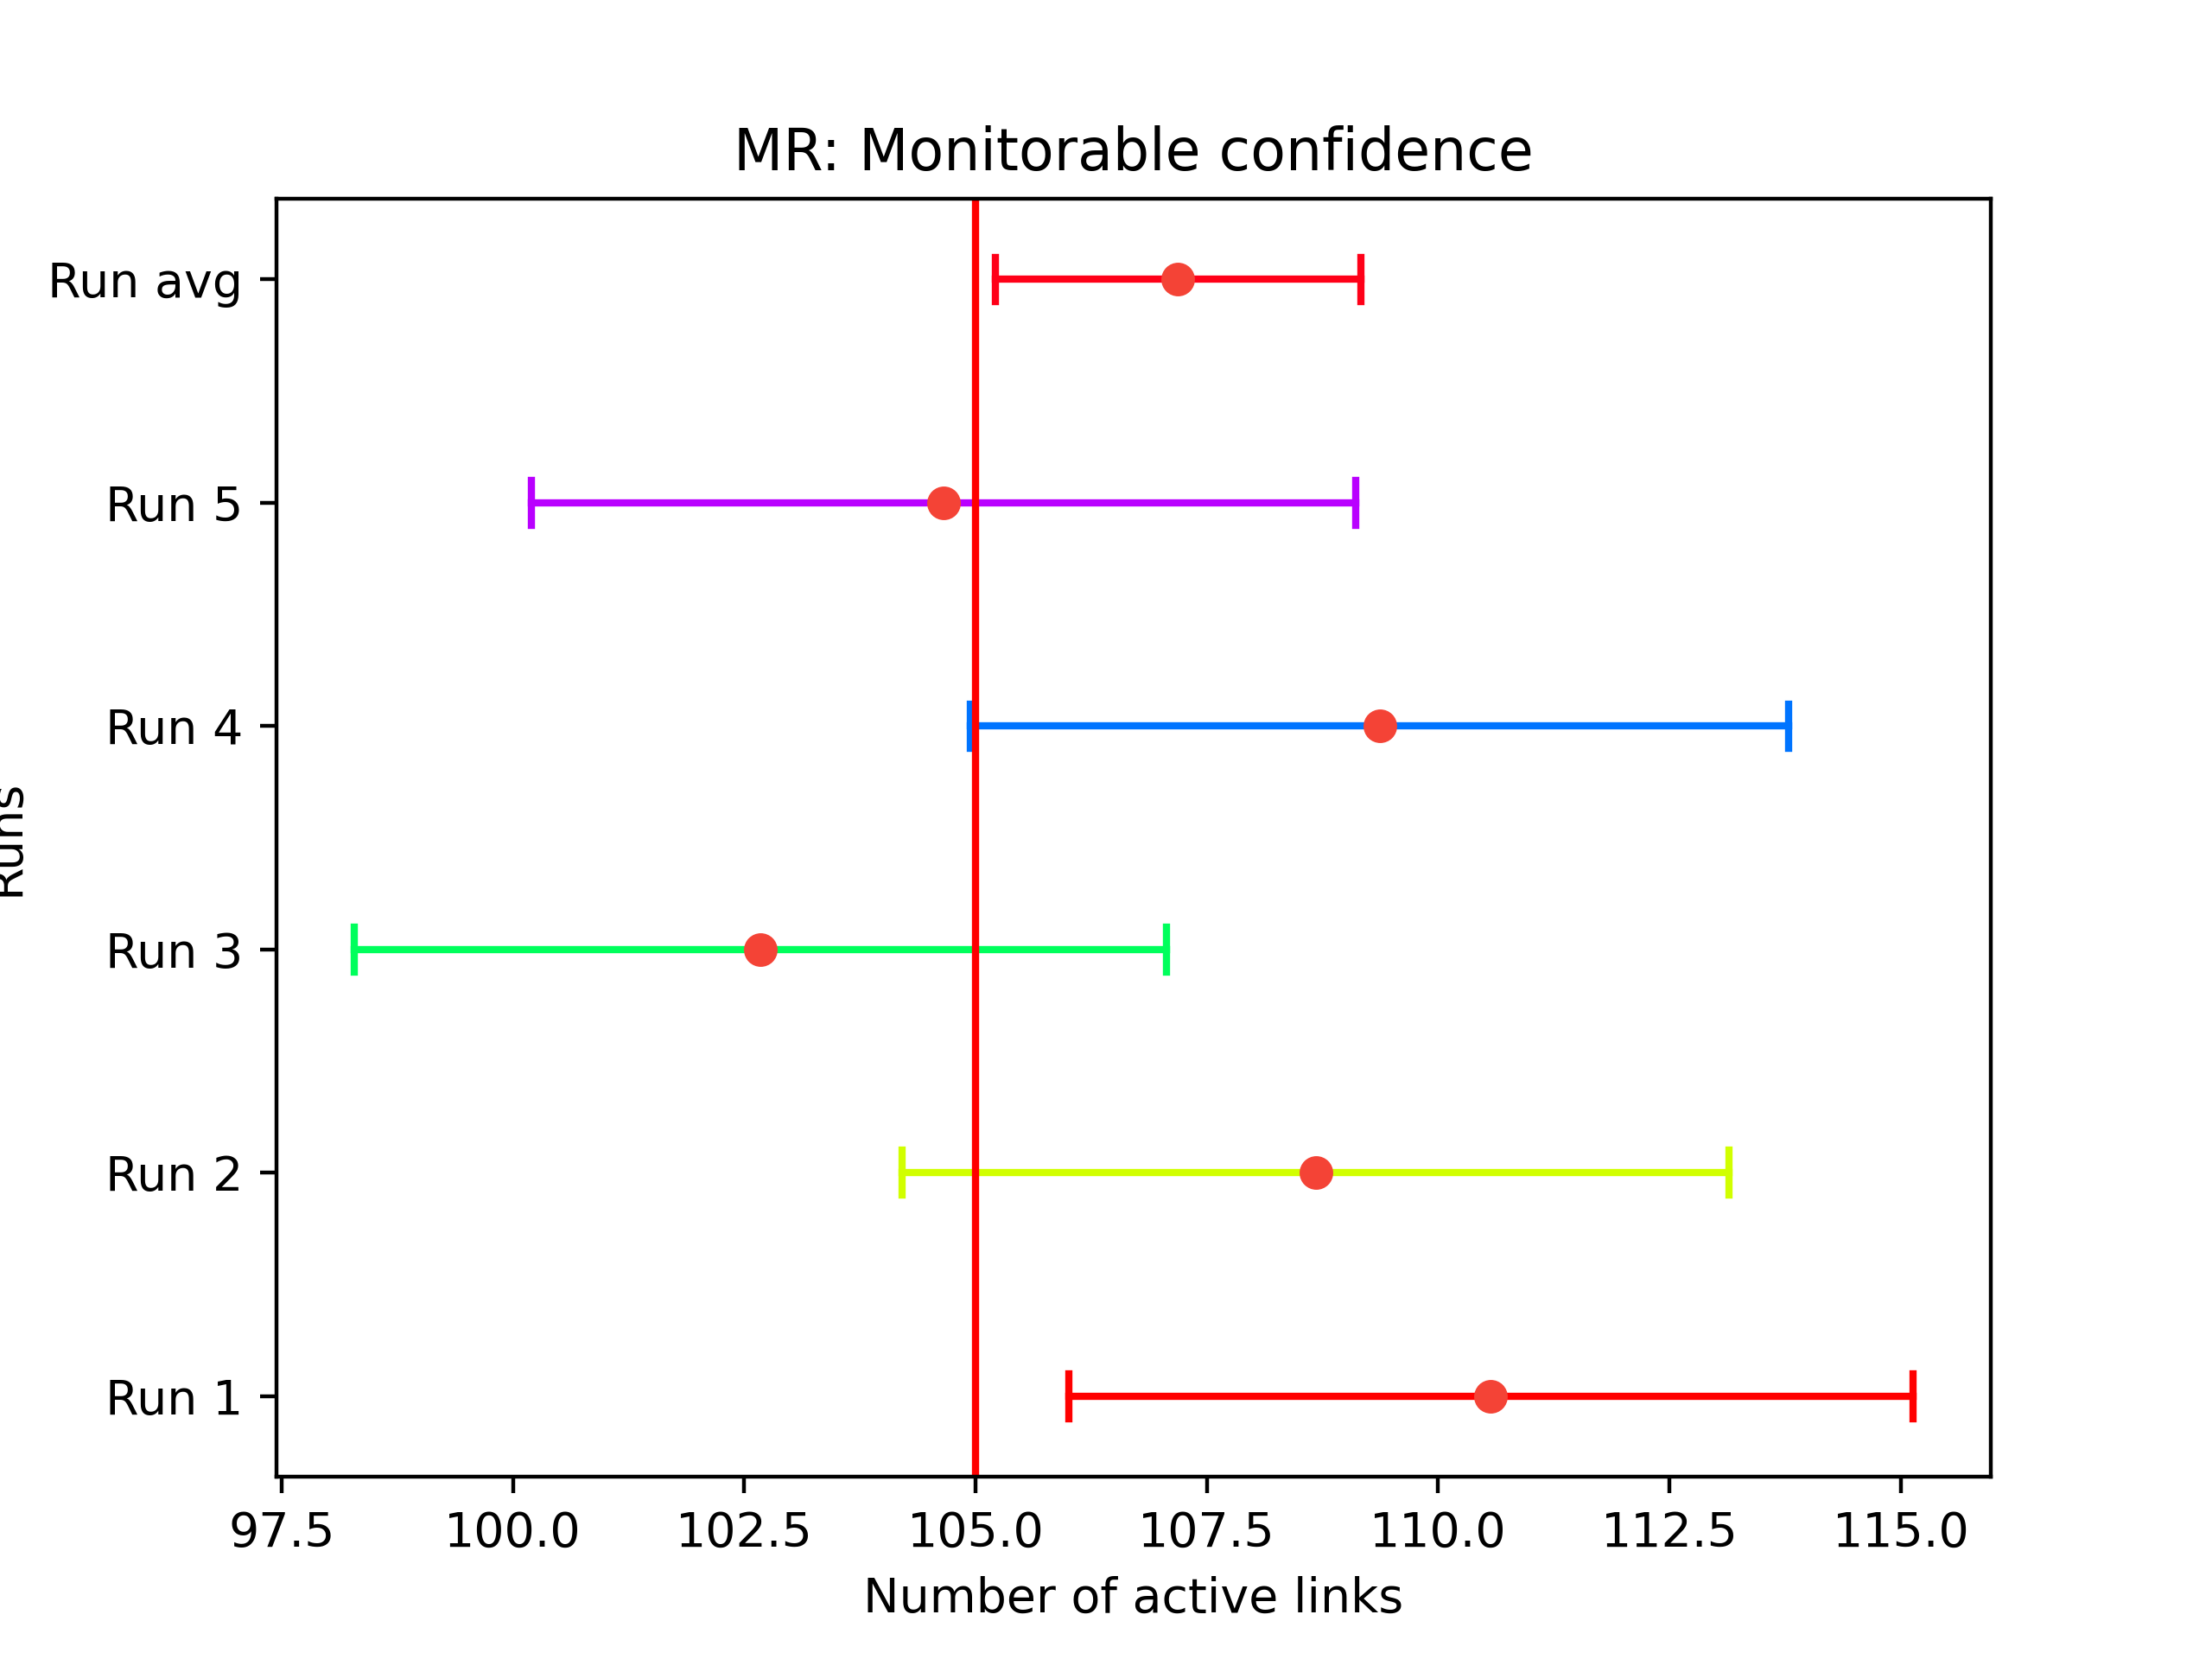 MR: Monitorable confidence
Run avg
Run 5
Run 4
Run 3
Run 2
Run 1
Runs
97.5 100.0 102.5 105.0 107.5 110.0 112.5 115.0
Number of active links